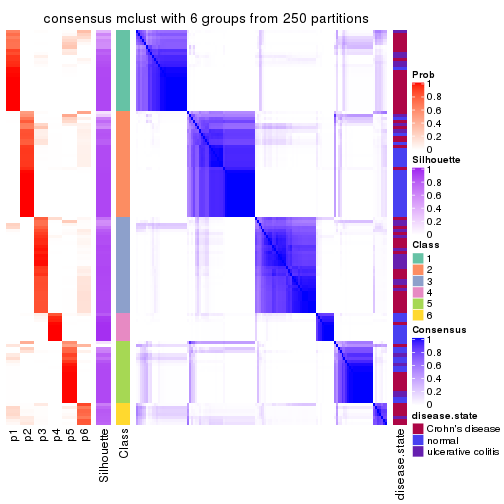 consensus mclust with 6 groups from 250 partitions
Prob
1
0.8
0.6
0.4
0.2
0
Silhouette
1
0.8
0.6
0.4
0.2
0
Class
1
2
3
4
5
6
Consensus
1
0.8
0.6
0.4
0.2
0
disease.state
Crohn's disease
normal
ulcerative colitis
p1
p2
p3
p4
p5
p6
Silhouette
Class
disease.state